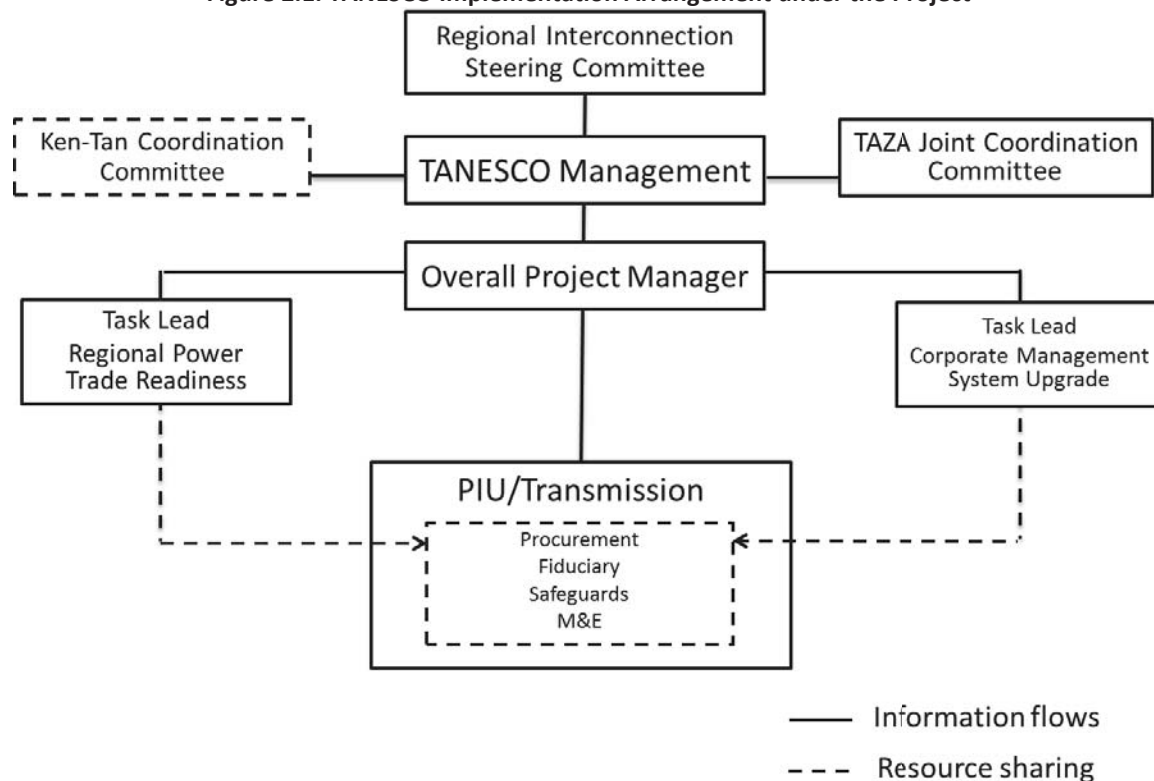 Regional Interconnection
Steering Committee
Ken-Tan Coordination
Committee
TANESCO Management
TAZA Joint Coordination
Committee
Overall Project Manager
Task Lead
Regional Power
Trade Readiness
Task Lead
Corporate Management
System Upgrade
PIU/Transmission
Procurement
Fiduciary
Safeguards
M&E
Information flows
Resource sharing